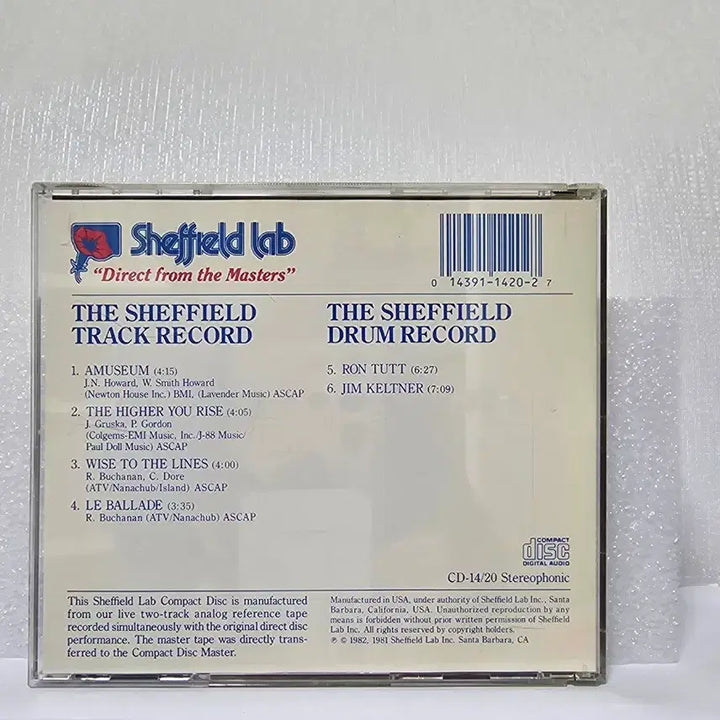 Sheffield Lab
"Direct from the Masters"
0 14391-1420-2 7
THE SHEFFIELD
TRACK RECORD
1. AMUSEUM (4:15)
J.N. Howard, W. Smith Howard
(Newton House Inc.) BMI, (Lavender Music) ASCAP
2. THE HIGHER YOU RISE (4:05)
J. Gruska, P. Gordon
(Colgems-EMI Music, Inc./J-88 Music/
Paul Doll Music) ASCAP
3. WISE TO THE LINES (4:00)
R. Buchanan, C. Dore
(ATV/Nanachub/Island) ASCAP
4. LE BALLADE (3:35)
R. Buchanan (ATV/Nanachub) ASCAP
THE SHEFFIELD
DRUM RECORD
5. RON TUTT (6:27)
6. JIM KELTNER (7:09)
COMPACT
disc
DIGITAL AUDIO
CD-14/20 Stereophonic
This Sheffield Lab Compact Disc is manufactured
from our live two-track analog reference tape
recorded simultaneously with the original direct disc
performance. The master tape was directly trans-
ferred to the Compact Disc Master.
Manufactured in USA, under authority of Sheffield Lab Inc., Santa
Barbara, California, USA. Unauthorized reproduction by any
means is forbidden without prior written permission of Sheffield
Lab Inc. All rights reserved by copyright holders.
℗ © 1982, 1981 Sheffield Lab Inc. Santa Barbara, CA